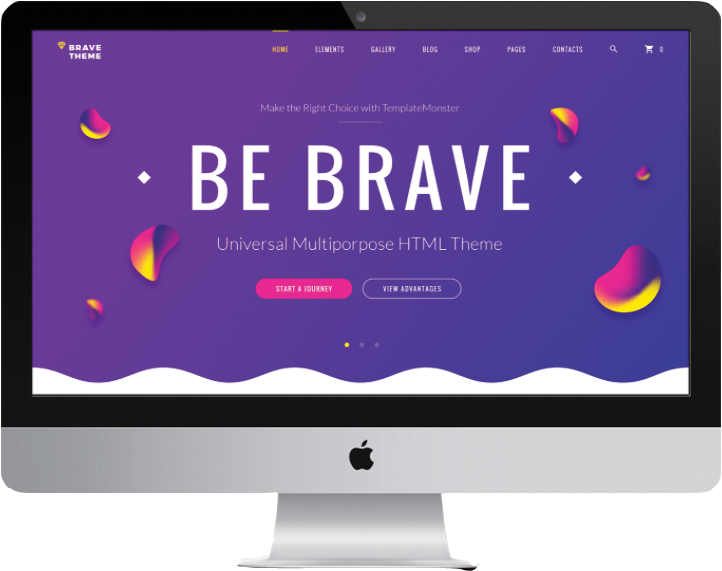 BRAVE
THEME
HOME ELEMENTS GALLERY BLOG SHOP PAGES CONTACTS 0
Make the Right Choice with TemplateMonster
BE BRAVE
Universal Multiporpose HTML Theme
START A JOURNEY VIEW ADVANTAGES